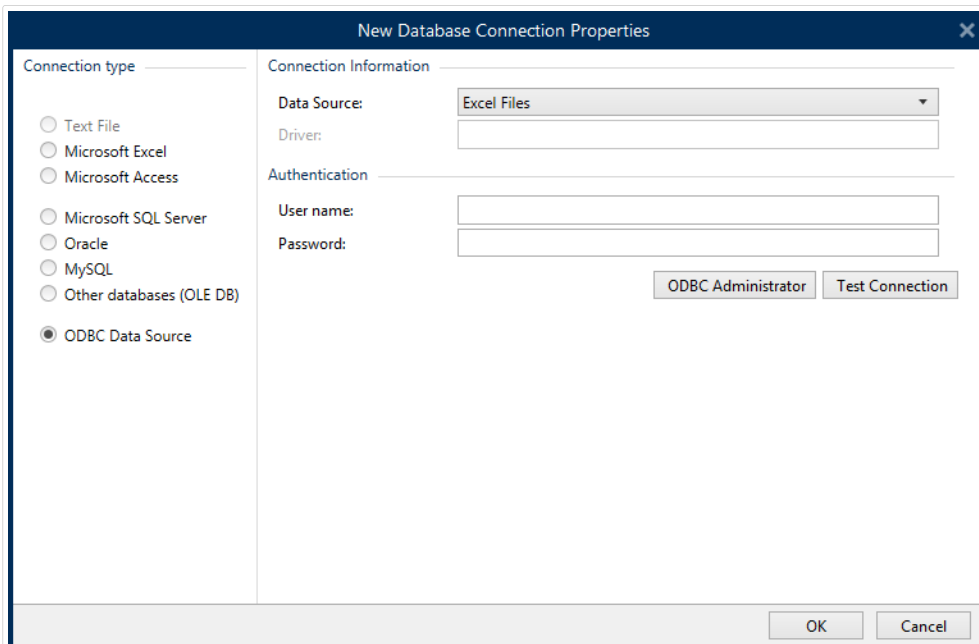 New Database Connection Properties
Connection type
Text File
Microsoft Excel
Microsoft Access
Microsoft SQL Server
Oracle
MySQL
Other databases (OLE DB)
ODBC Data Source
Connection Information
Data Source: Excel Files
Driver:
Authentication
User name:
Password:
ODBC Administrator Test Connection
OK Cancel